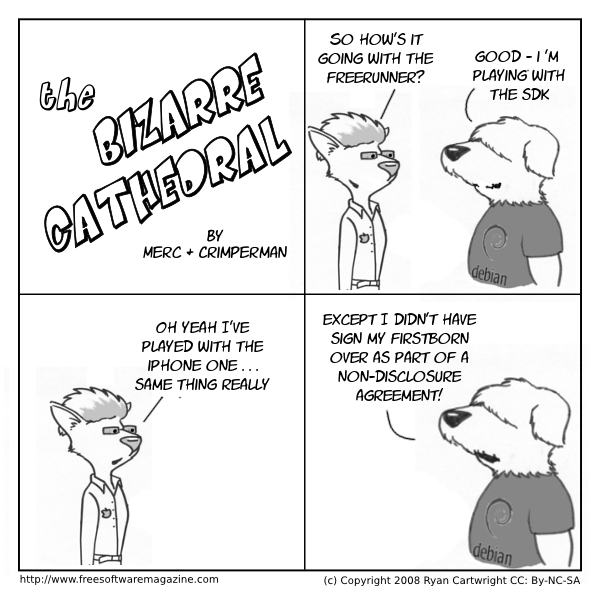 the
BIZARRE
CATHEDRAL
BY
MERC + CRIMPERMAN
SO HOW'S IT
GOING WITH THE
FREERUNNER?
GOOD - I'M
PLAYING WITH
THE SDK
debian
OH YEAH I'VE
PLAYED WITH THE
IPHONE ONE . . .
SAME THING REALLY
EXCEPT I DIDN'T HAVE
SIGN MY FIRSTBORN
OVER AS PART OF A
NON-DISCLOSURE
AGREEMENT!
debian
http://www.freesoftwaremagazine.com
(c) Copyright 2008 Ryan Cartwright CC: By-NC-SA